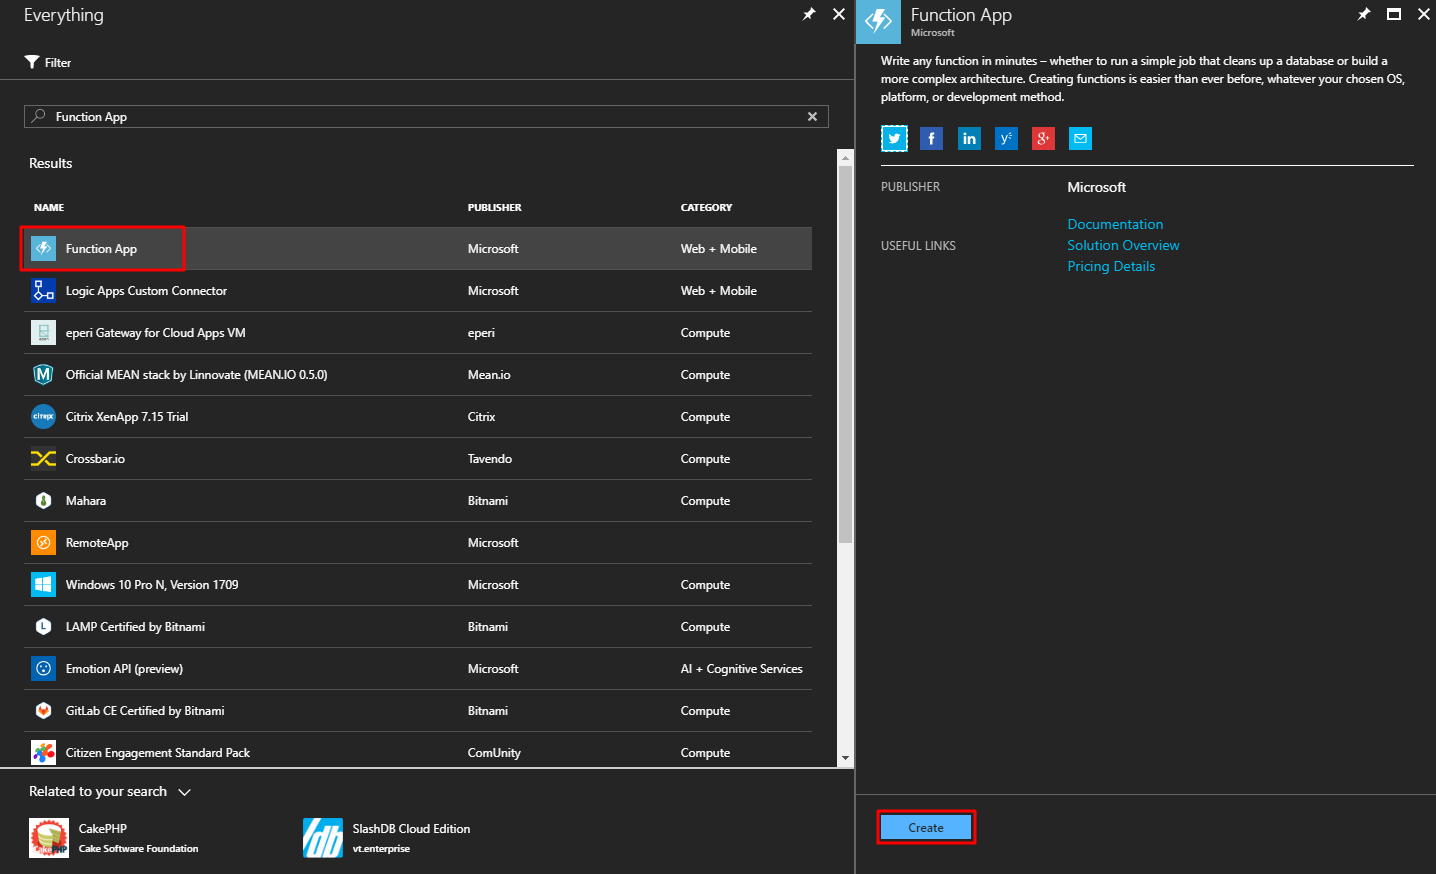 Everything
Filter
Function App
Results
NAME PUBLISHER CATEGORY
Function App Microsoft Web + Mobile
Logic Apps Custom Connector Microsoft Web + Mobile
eperi Gateway for Cloud Apps VM eperi Compute
Official MEAN stack by Linnovate (MEAN.IO 0.5.0) Mean.io Compute
Citrix XenApp 7.15 Trial Citrix Compute
Crossbar.io Tavendo Compute
Mahara Bitnami Compute
RemoteApp Microsoft
Windows 10 Pro N, Version 1709 Microsoft Compute
LAMP Certified by Bitnami Bitnami Compute
Emotion API (preview) Microsoft AI + Cognitive Services
GitLab CE Certified by Bitnami Bitnami Compute
Citizen Engagement Standard Pack ComUnity Compute
Related to your search
CakePHP
Cake Software Foundation
SlashDB Cloud Edition
vt.enterprise
Function App
Microsoft
Write any function in minutes – whether to run a simple job that cleans up a database or build a
more complex architecture. Creating functions is easier than ever before, whatever your chosen OS,
platform, or development method.
PUBLISHER Microsoft
Documentation
USEFUL LINKS Solution Overview
Pricing Details
Create